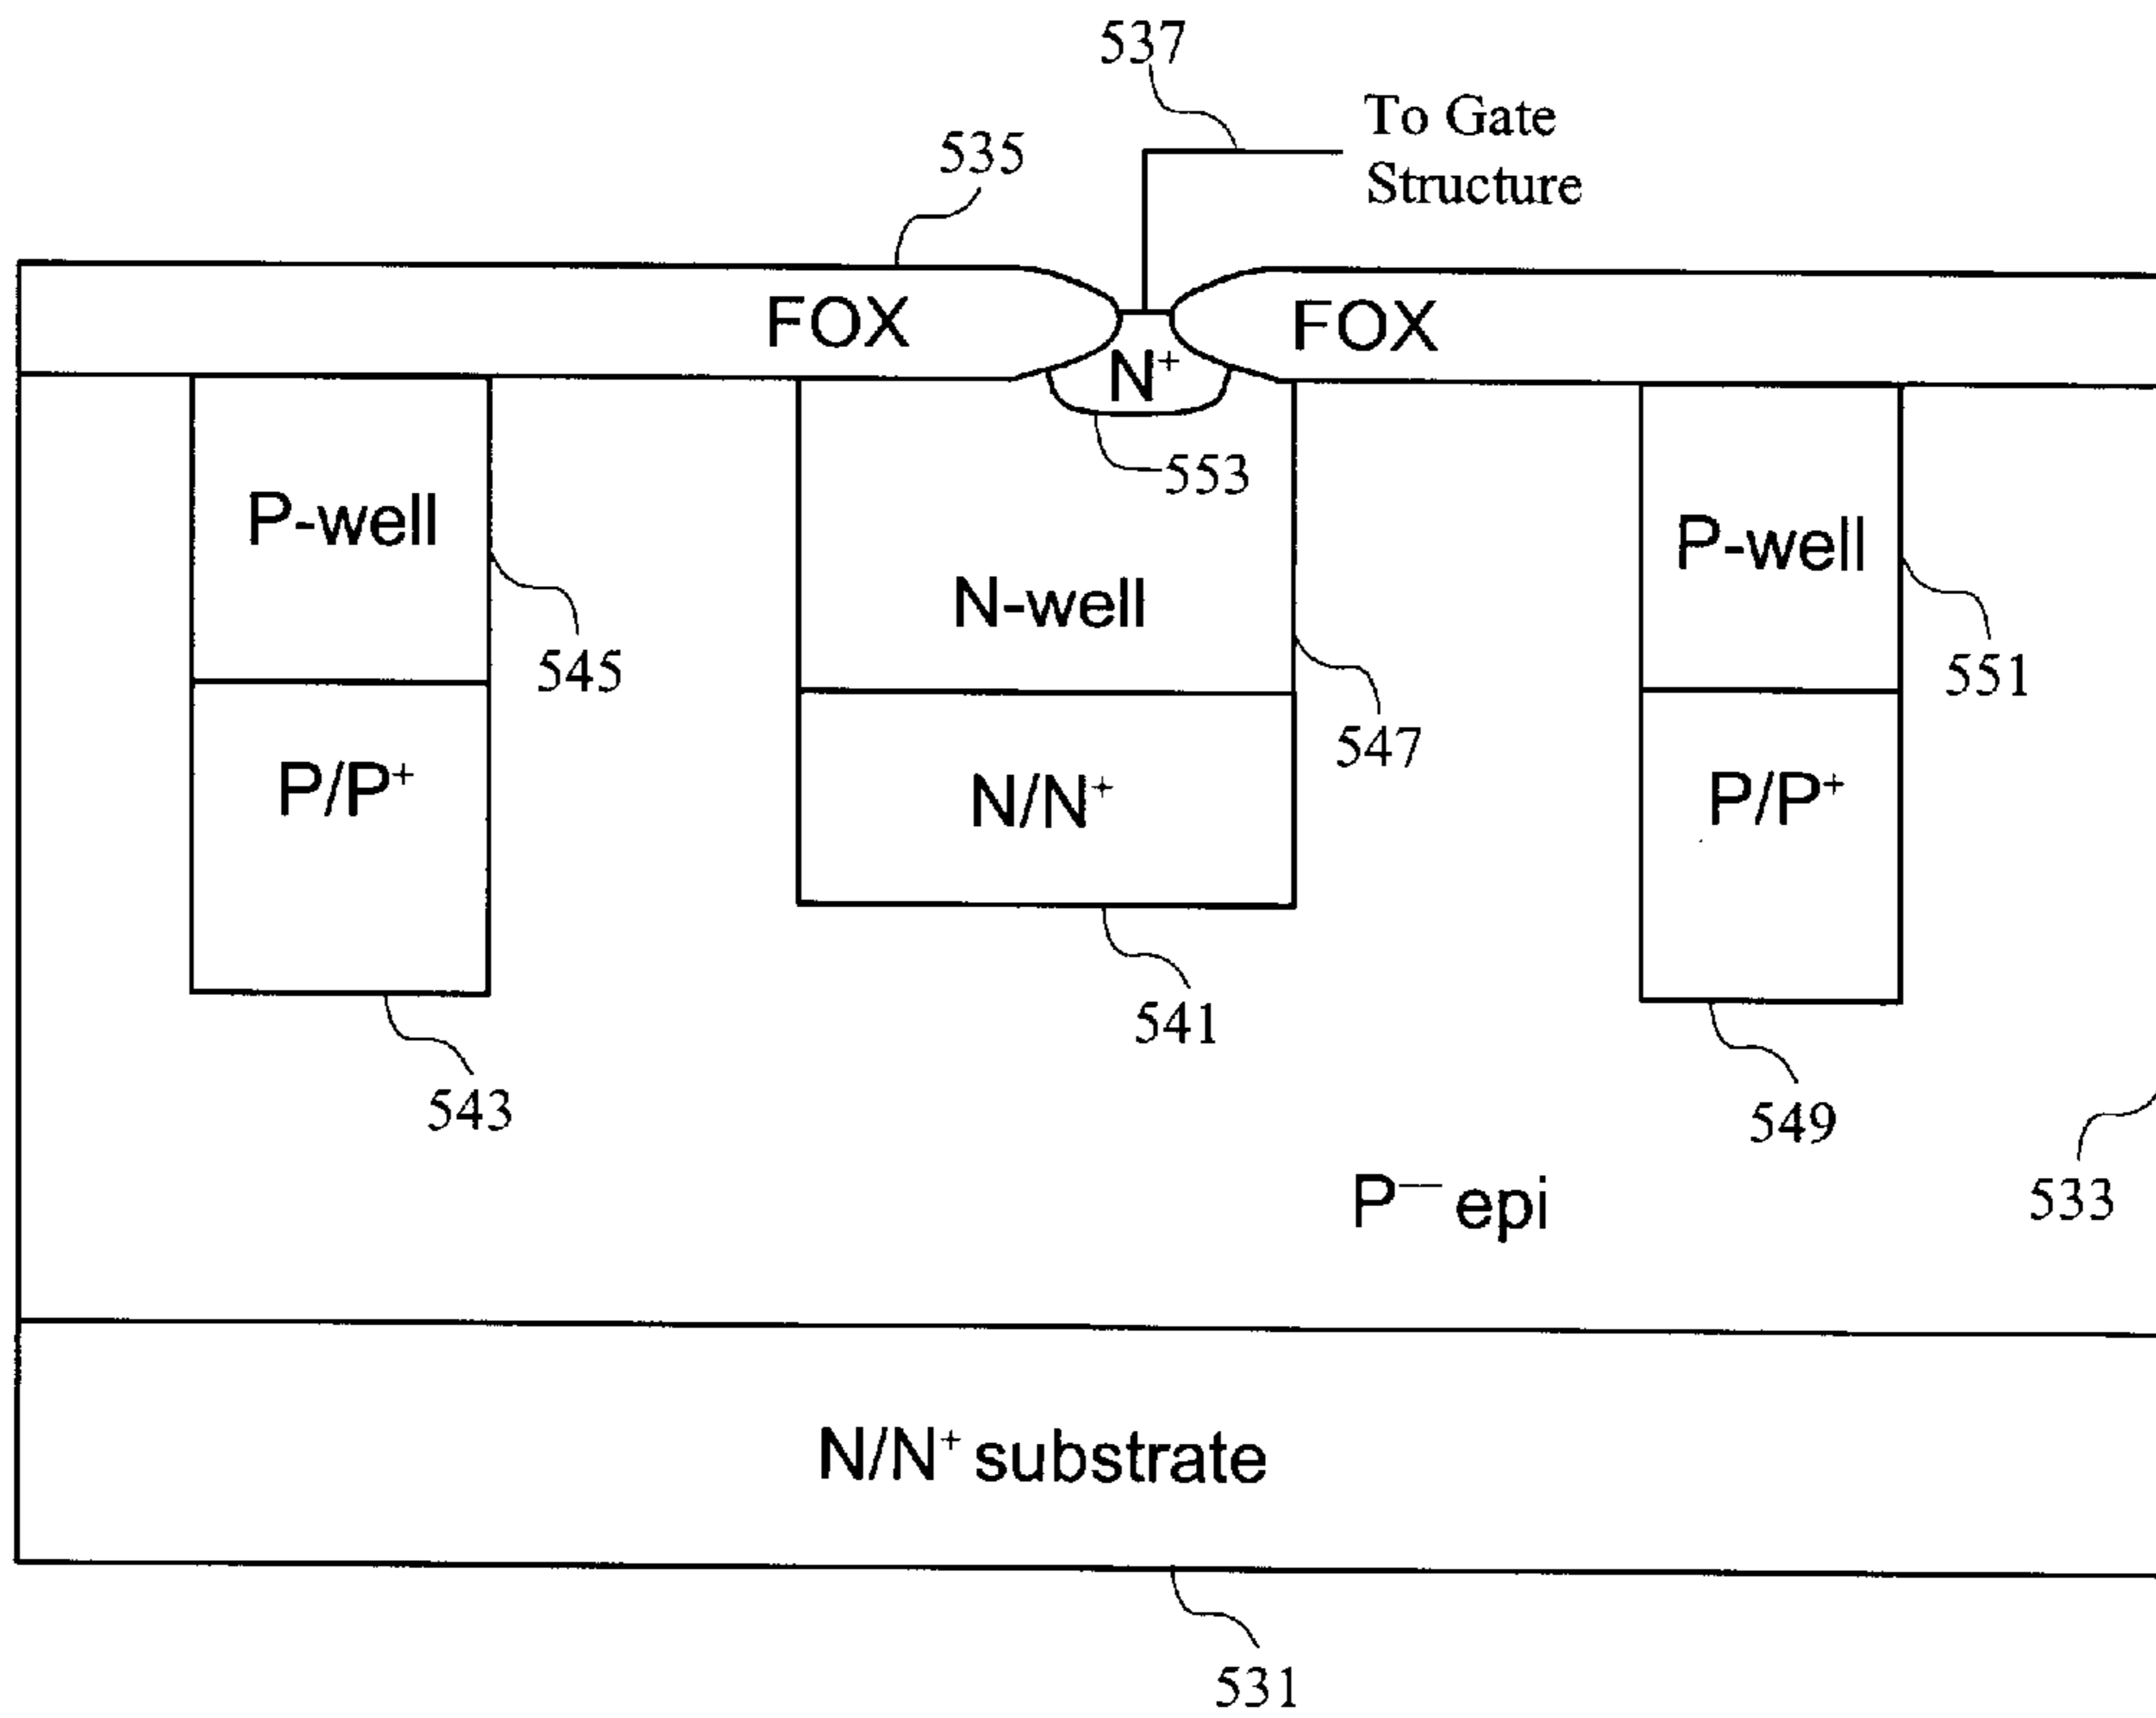 537
To Gate
Structure
535
FOX
FOX
N⁺
553
P-well
P-well
N-well
545
551
547
P/P⁺
N/N⁺
P/P⁺
541
543
549
P— epi
533
N/N⁺ substrate
531